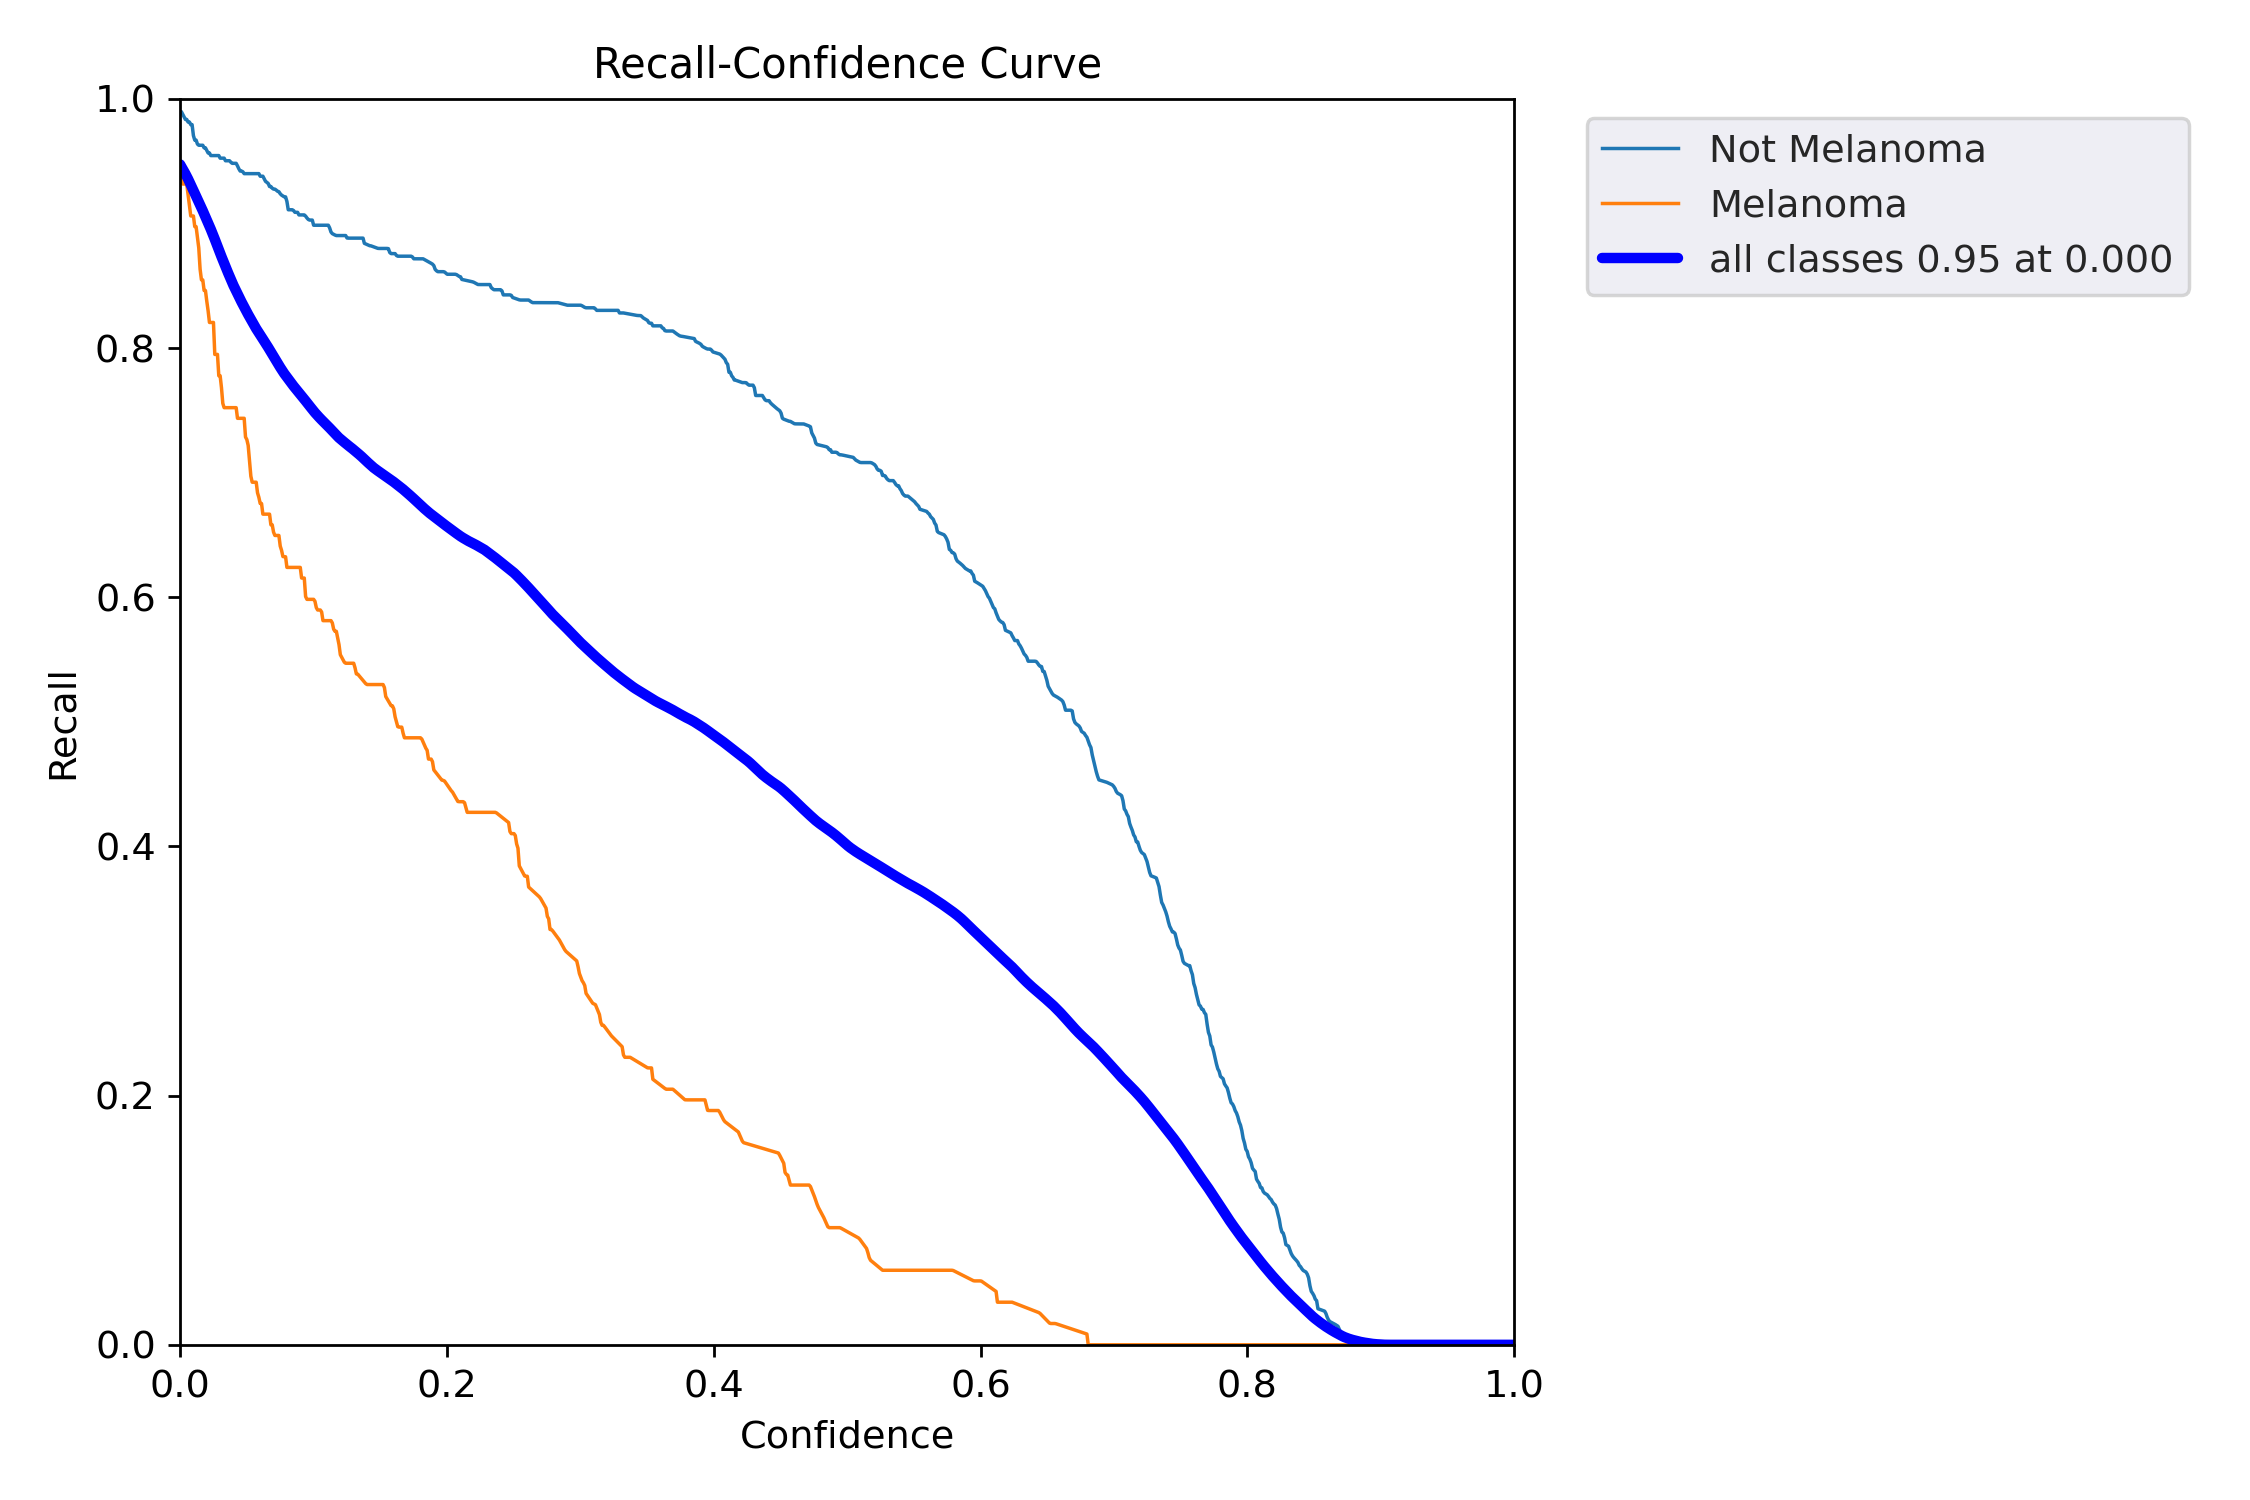 Recall-Confidence Curve
1.0
0.8
0.6
0.4
0.2
0.0
Recall
0.0 0.2 0.4 0.6 0.8 1.0
Confidence
Not Melanoma
Melanoma
all classes 0.95 at 0.000